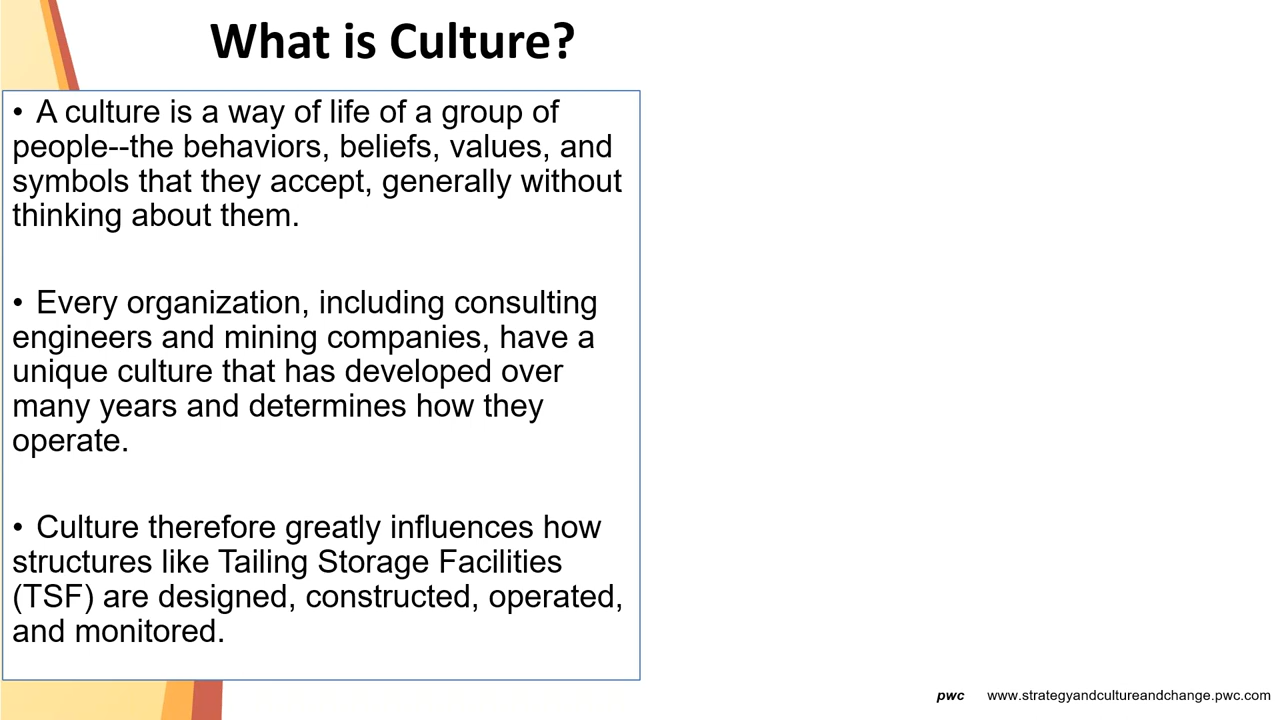 What is Culture?
• A culture is a way of life of a group of
people--the behaviors, beliefs, values, and
symbols that they accept, generally without
thinking about them.
• Every organization, including consulting
engineers and mining companies, have a
unique culture that has developed over
many years and determines how they
operate.
• Culture therefore greatly influences how
structures like Tailing Storage Facilities
(TSF) are designed, constructed, operated,
and monitored.
pwc www.strategyandcultureandchange.pwc.com